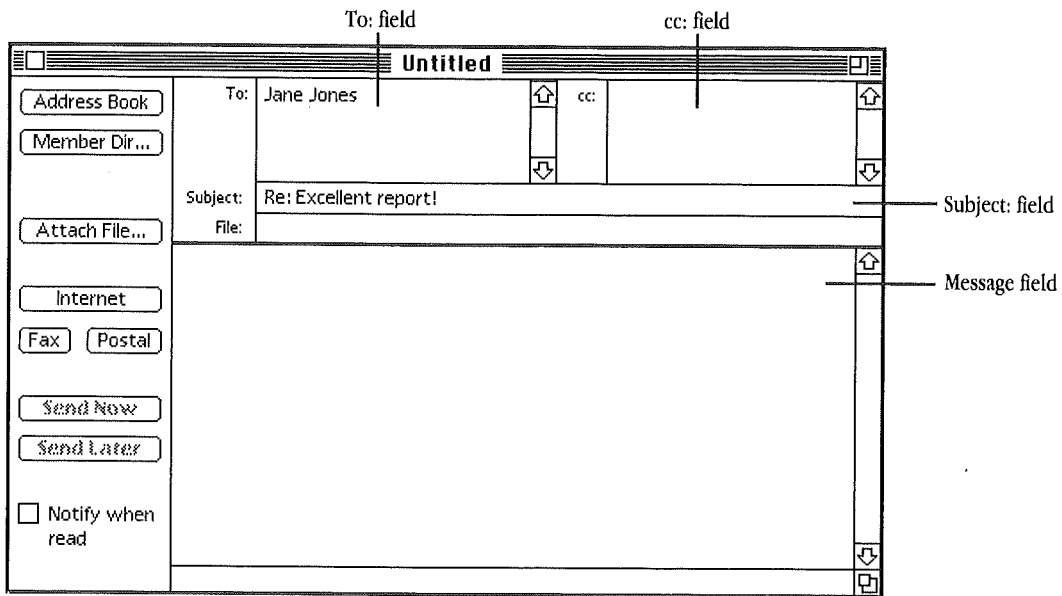 To: field
cc: field
Untitled
Address Book
Member Dir...
Attach File...
Internet
Fax
Postal
Send Now
Send Later
Notify when
read
To:
Jane Jones
cc:
Subject:
Re: Excellent report!
File:
Subject: field
Message field